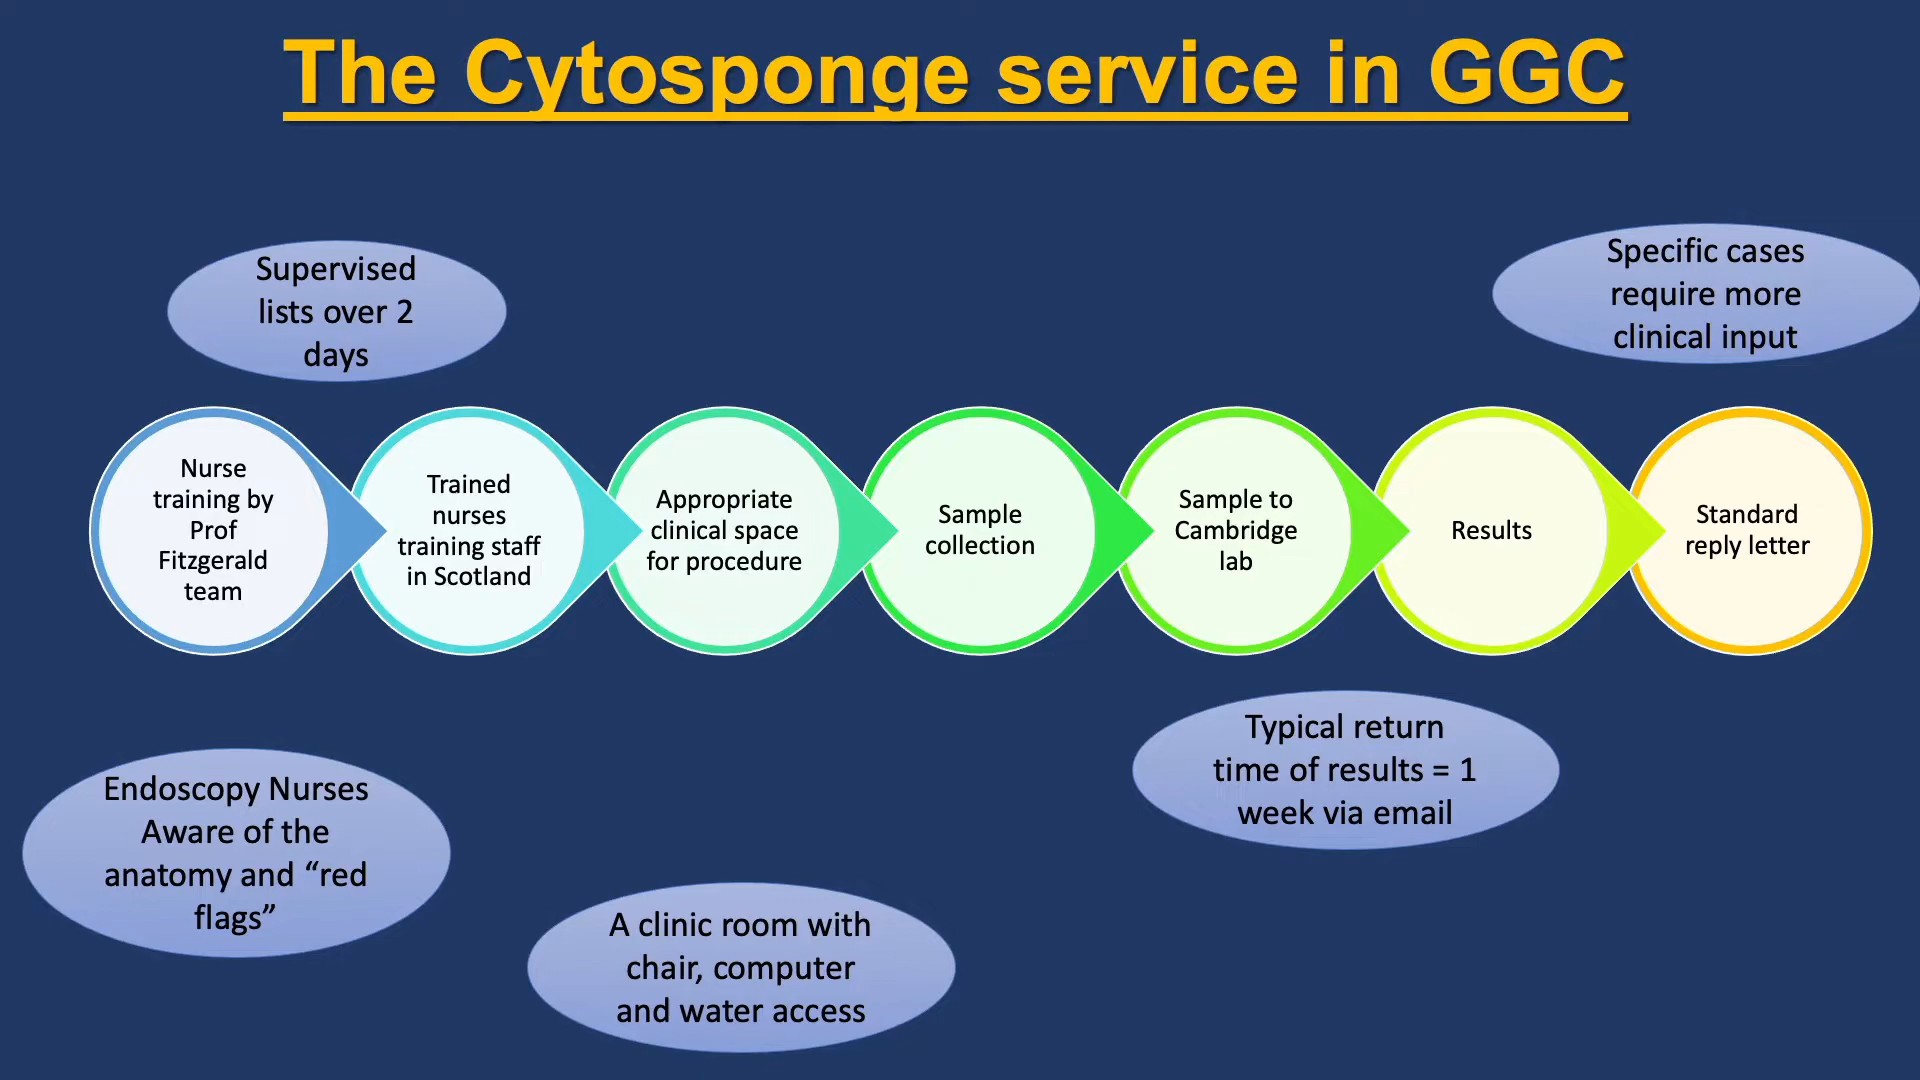 The Cytosponge service in GGC
Supervised
lists over 2
days
Specific cases
require more
clinical input
Nurse
training by
Prof
Fitzgerald
team
Trained
nurses
training staff
in Scotland
Appropriate
clinical space
for procedure
Sample
collection
Sample to
Cambridge
lab
Results
Standard
reply letter
Endoscopy Nurses
Aware of the
anatomy and “red
flags”
A clinic room with
chair, computer
and water access
Typical return
time of results = 1
week via email